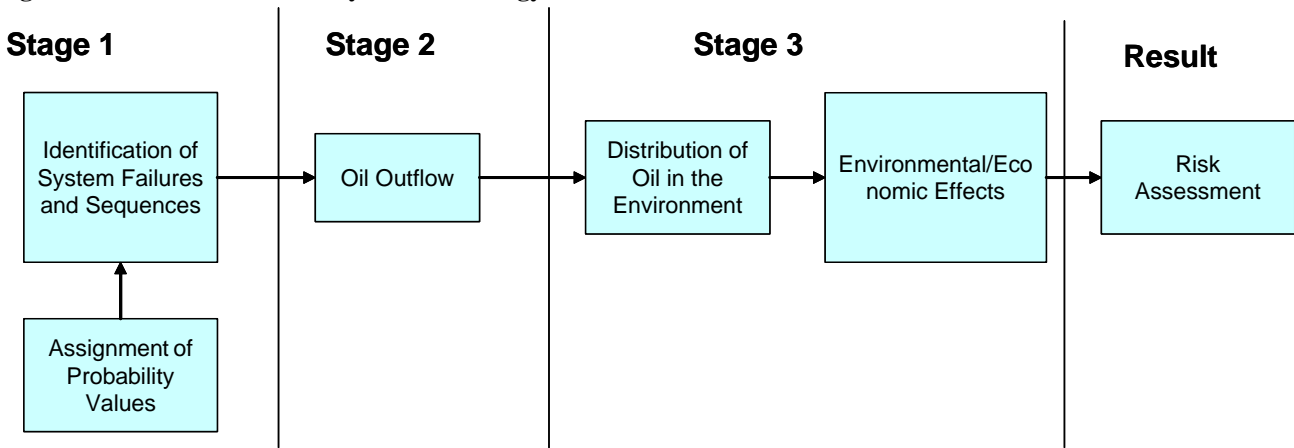 Stage 1
Stage 2
Stage 3
Result
Identification of
System Failures
and Sequences
Oil Outflow
Distribution of
Oil in the
Environment
Environmental/Eco
nomic Effects
Risk
Assessment
Assignment of
Probability
Values